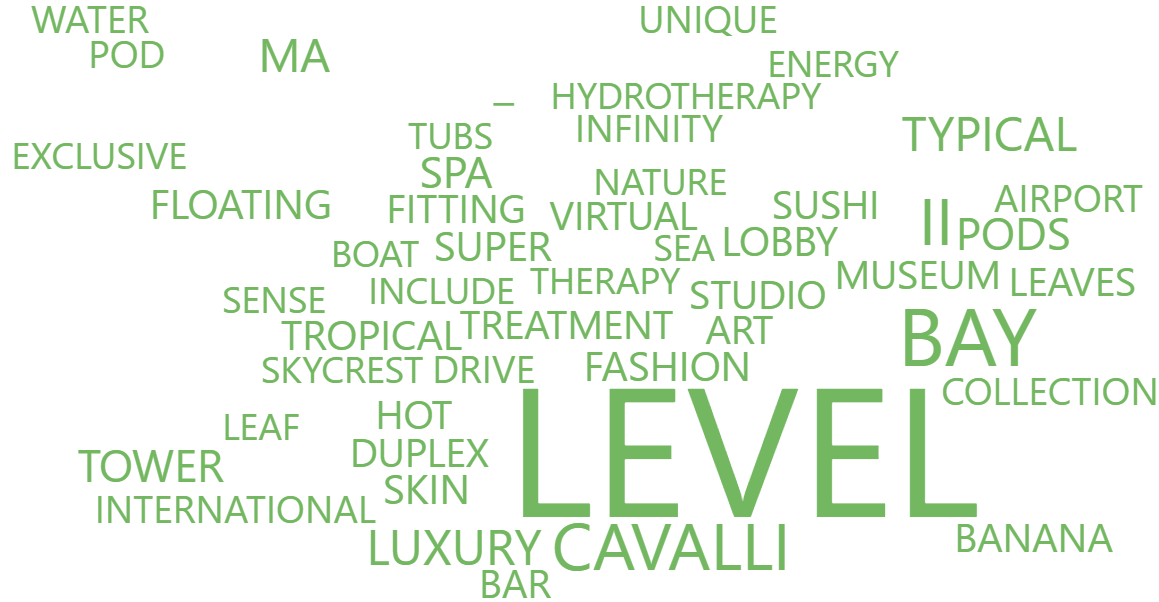 WATER
UNIQUE
POD
MA
ENERGY
_
HYDROTHERAPY
TUBS
INFINITY
TYPICAL
EXCLUSIVE
SPA
NATURE
FLOATING
FITTING
VIRTUAL
SUSHI
AIRPORT
II
PODS
BOAT
SUPER
SEA
LOBBY
SENSE
INCLUDE
THERAPY
STUDIO
MUSEUM
LEAVES
TROPICAL
TREATMENT
ART
BAY
SKYCREST DRIVE
FASHION
COLLECTION
LEAF
HOT
LEVEL
TOWER
DUPLEX
SKIN
INTERNATIONAL
LUXURY
CAVALLI
BANANA
BAR